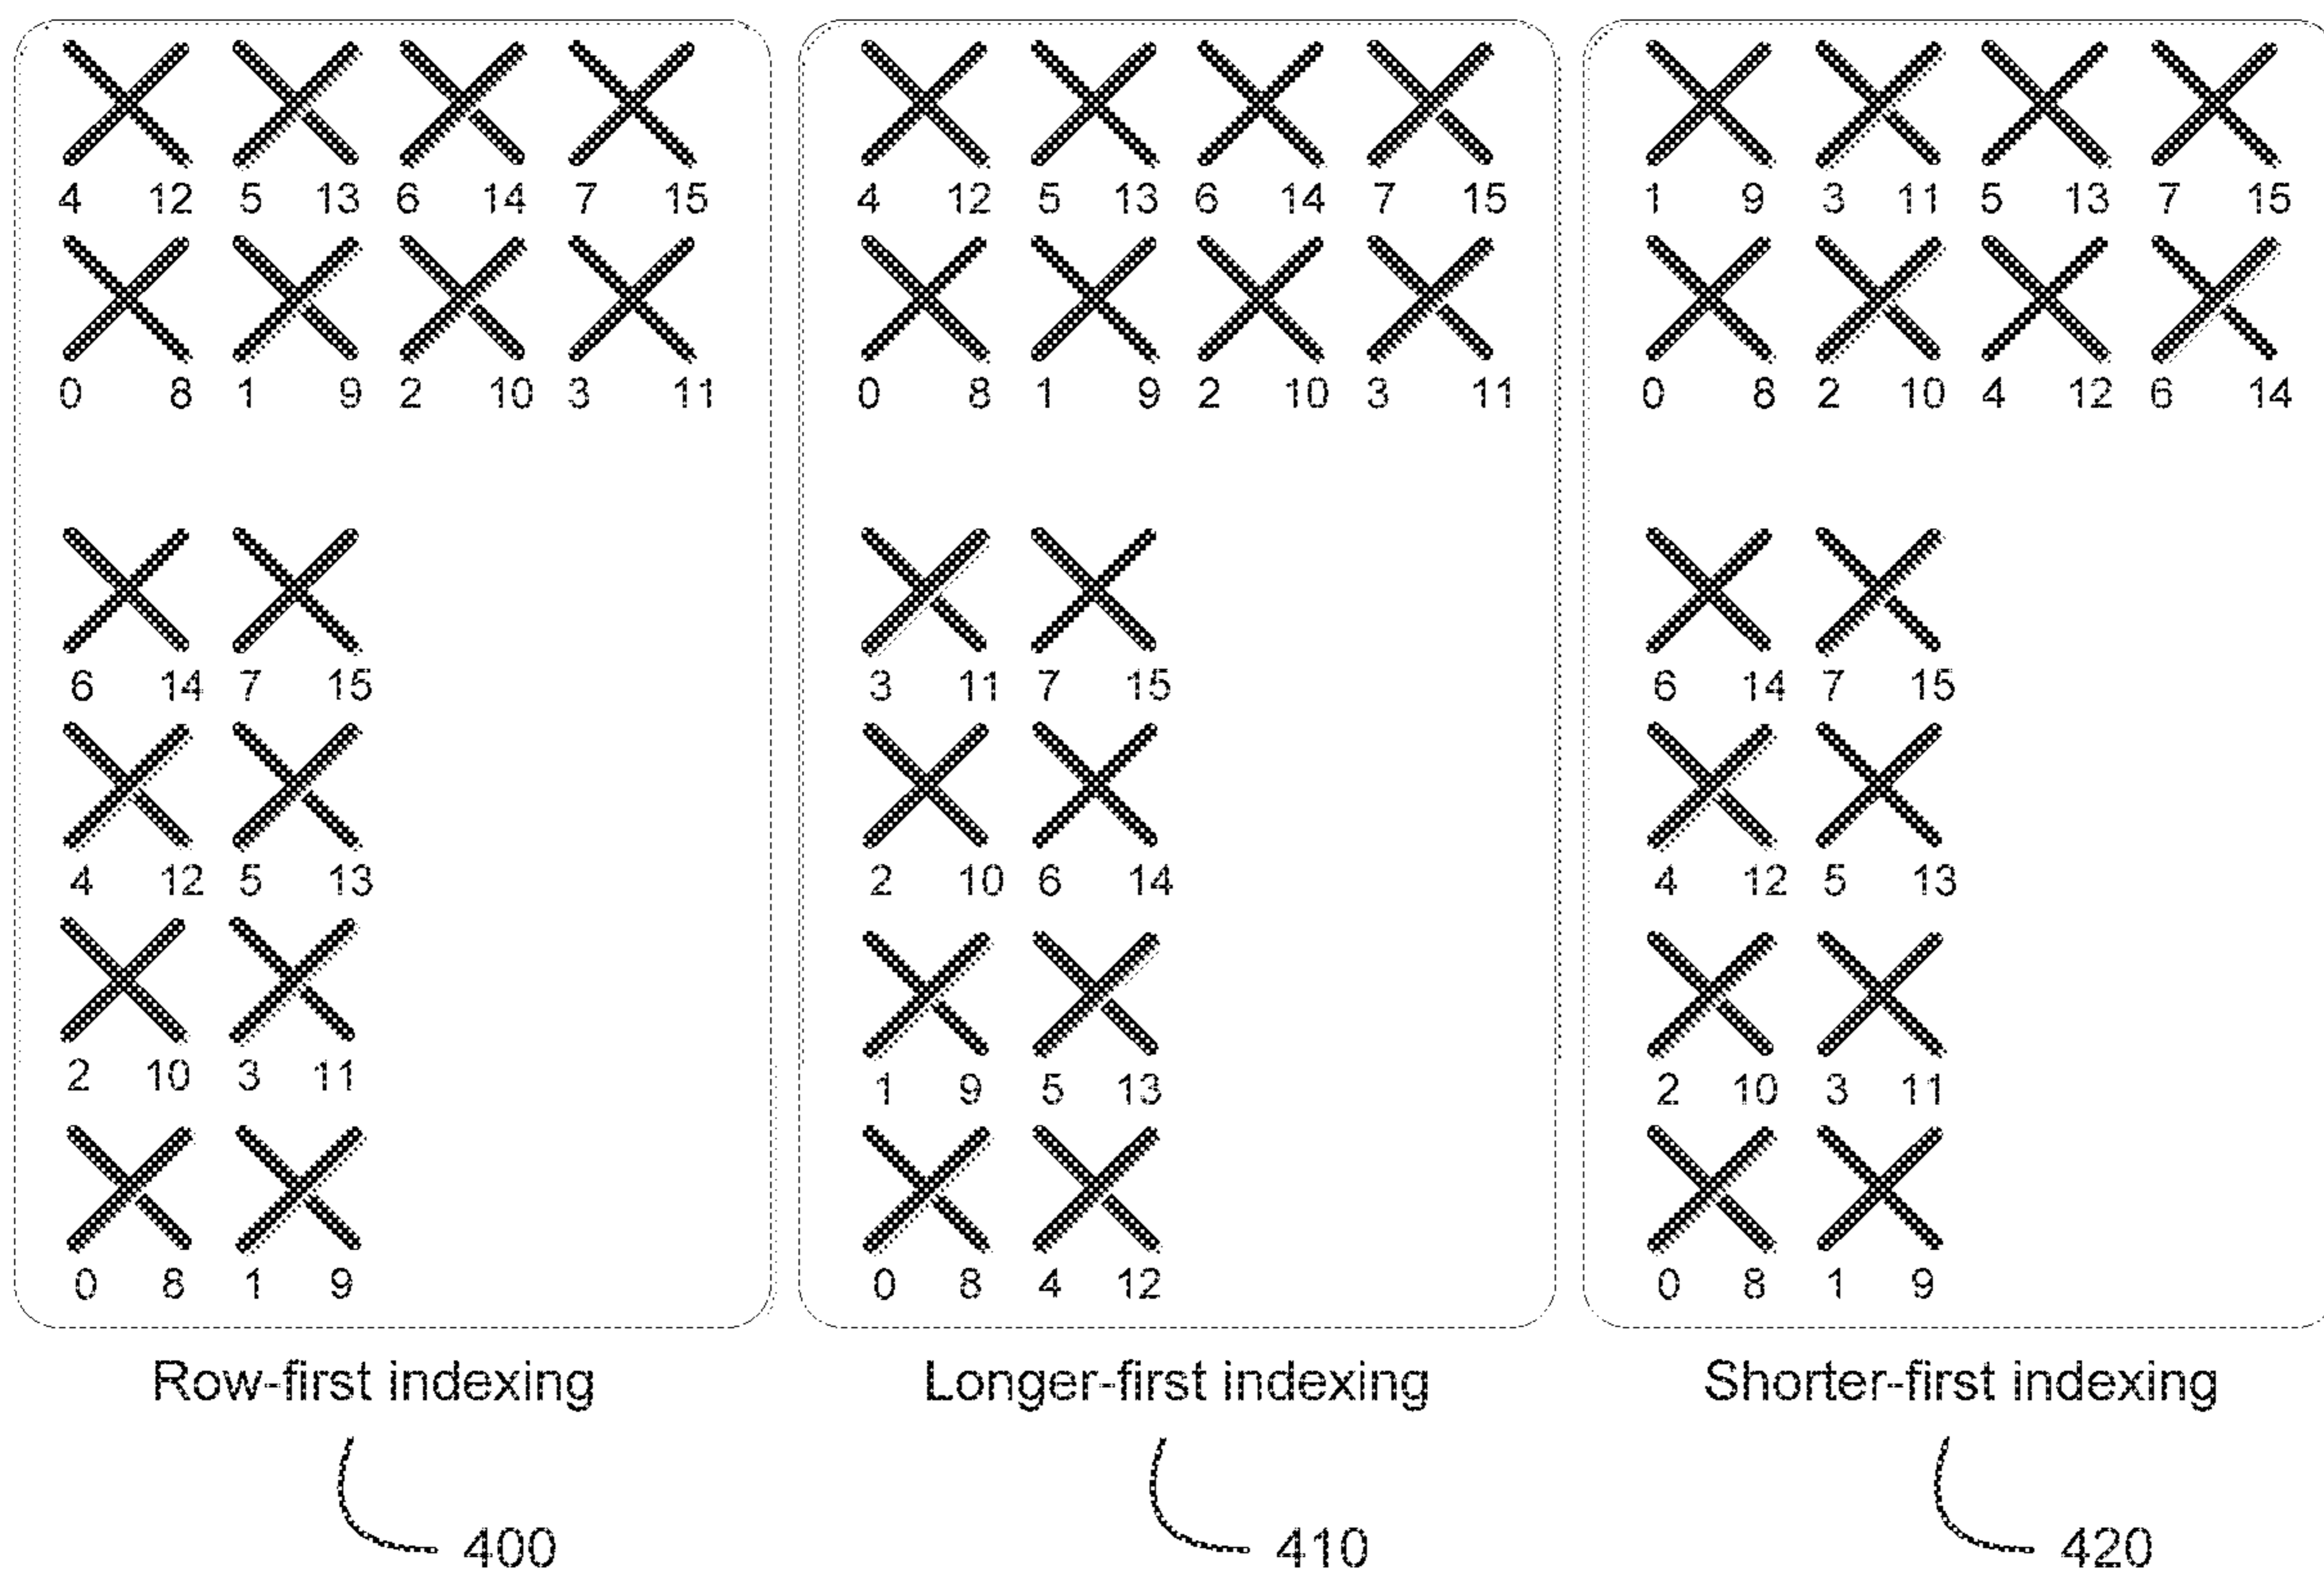 4 12 5 13 6 14 7 15
0 8 1 9 2 10 3 11
6 14 7 15
4 12 5 13
2 10 3 11
0 8 1 9
Row-first indexing
400
4 12 5 13 6 14 7 15
0 8 1 9 2 10 3 11
3 11 7 15
2 10 6 14
1 9 5 13
0 8 4 12
Longer-first indexing
410
1 9 3 11 5 13 7 15
0 8 2 10 4 12 6 14
6 14 7 15
4 12 5 13
2 10 3 11
0 8 1 9
Shorter-first indexing
420